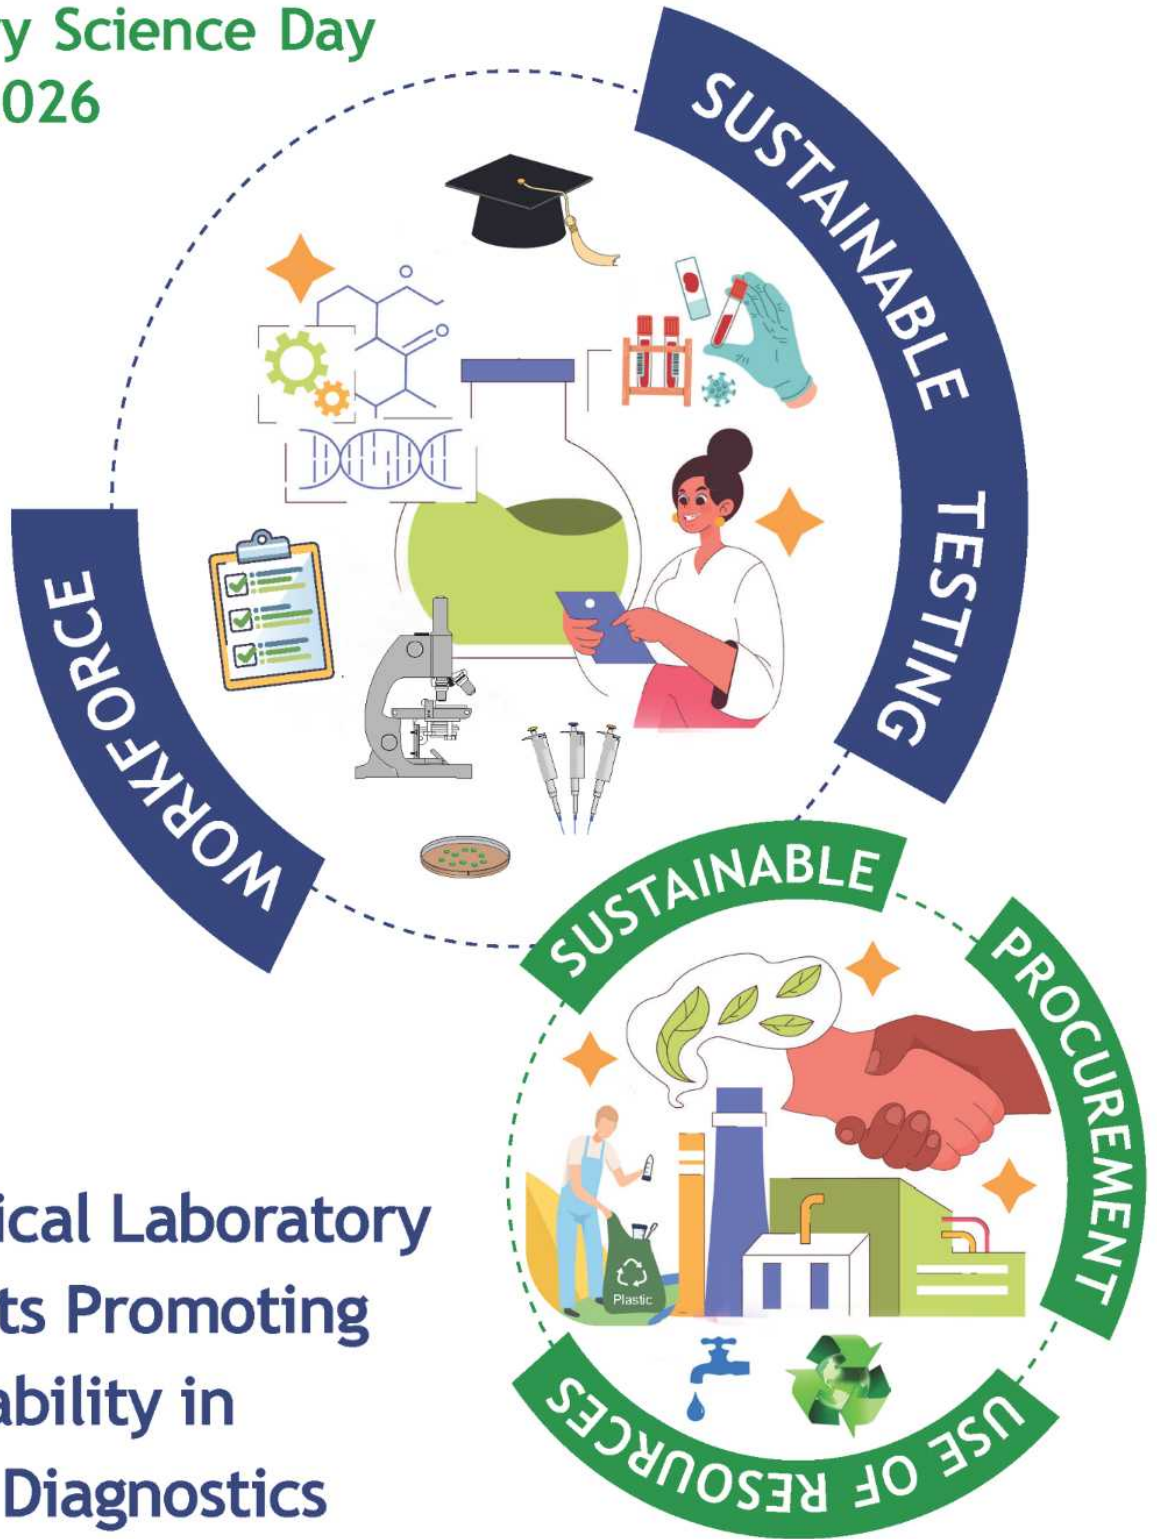 y Science Day
026
SUSTAINABLE TESTING
WORKFORCE
SUSTAINABLE
PROCUREMENT
USE OF RESOURCES
Plastic
ical Laboratory
ts Promoting
ability in
Diagnostics